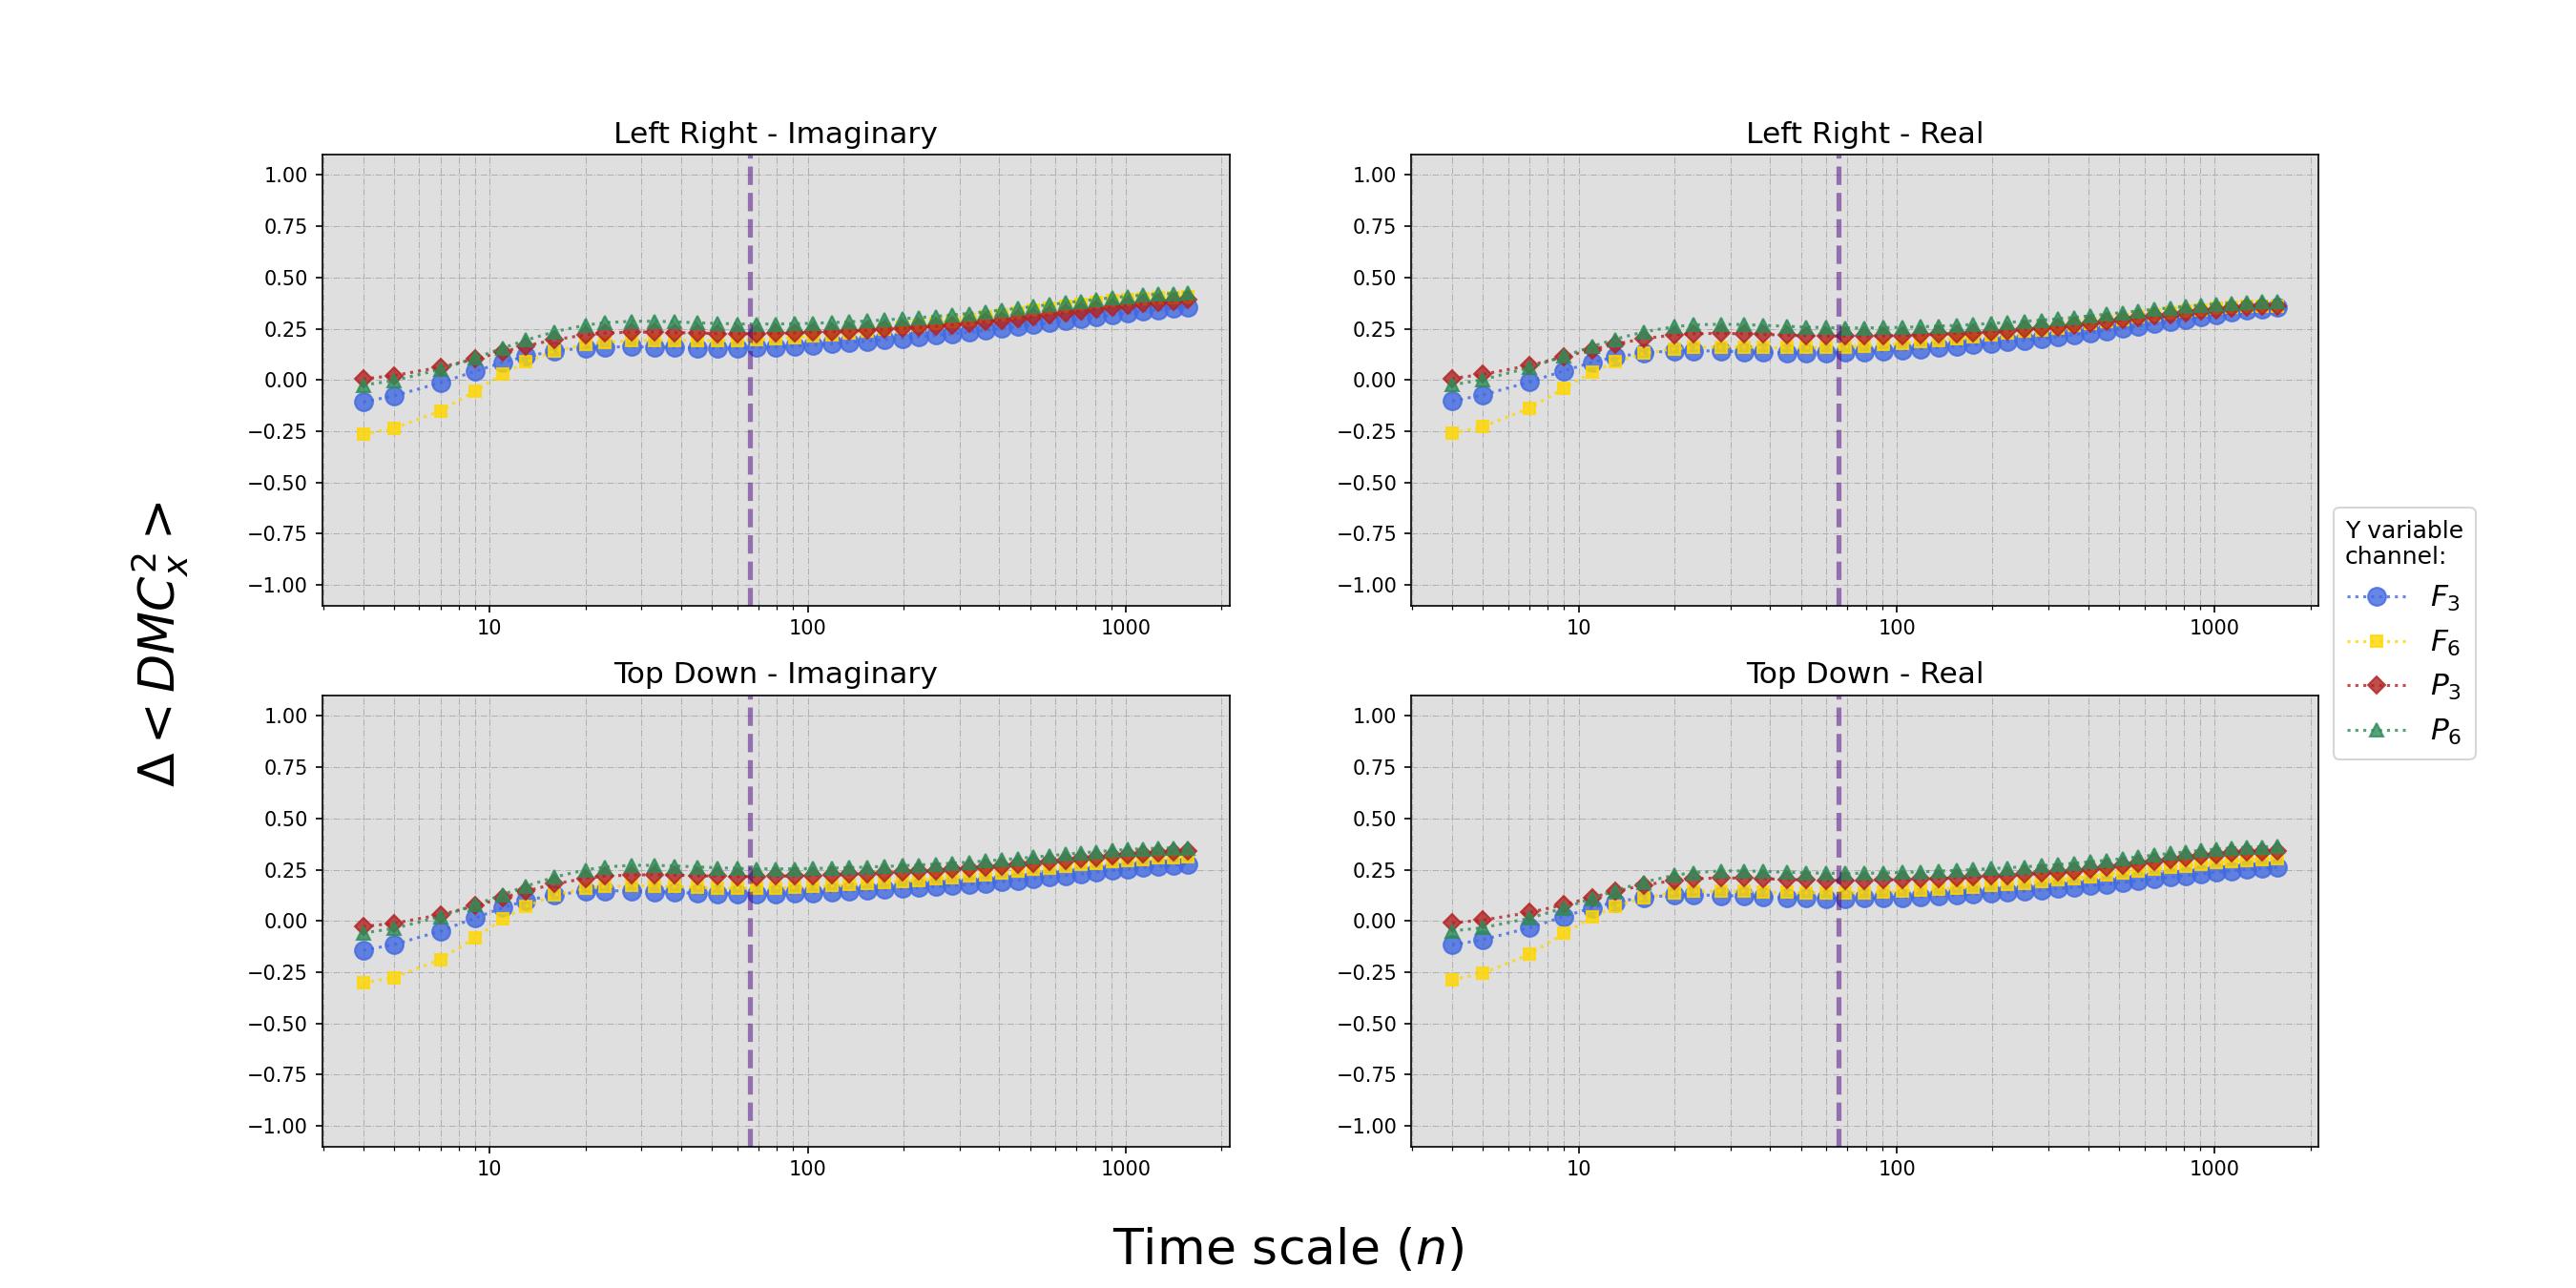 Left Right - Imaginary
1.00
0.75
0.50
0.25
0.00
−0.25
−0.50
−0.75
−1.00
10 100 1000
Left Right - Real
1.00
0.75
0.50
0.25
0.00
−0.25
−0.50
−0.75
−1.00
10 100 1000
Top Down - Imaginary
1.00
0.75
0.50
0.25
0.00
−0.25
−0.50
−0.75
−1.00
10 100 1000
Top Down - Real
1.00
0.75
0.50
0.25
0.00
−0.25
−0.50
−0.75
−1.00
10 100 1000
Δ < DMC²ₓ >
Time scale (n)
Y variable
channel:
F₃
F₆
P₃
P₆